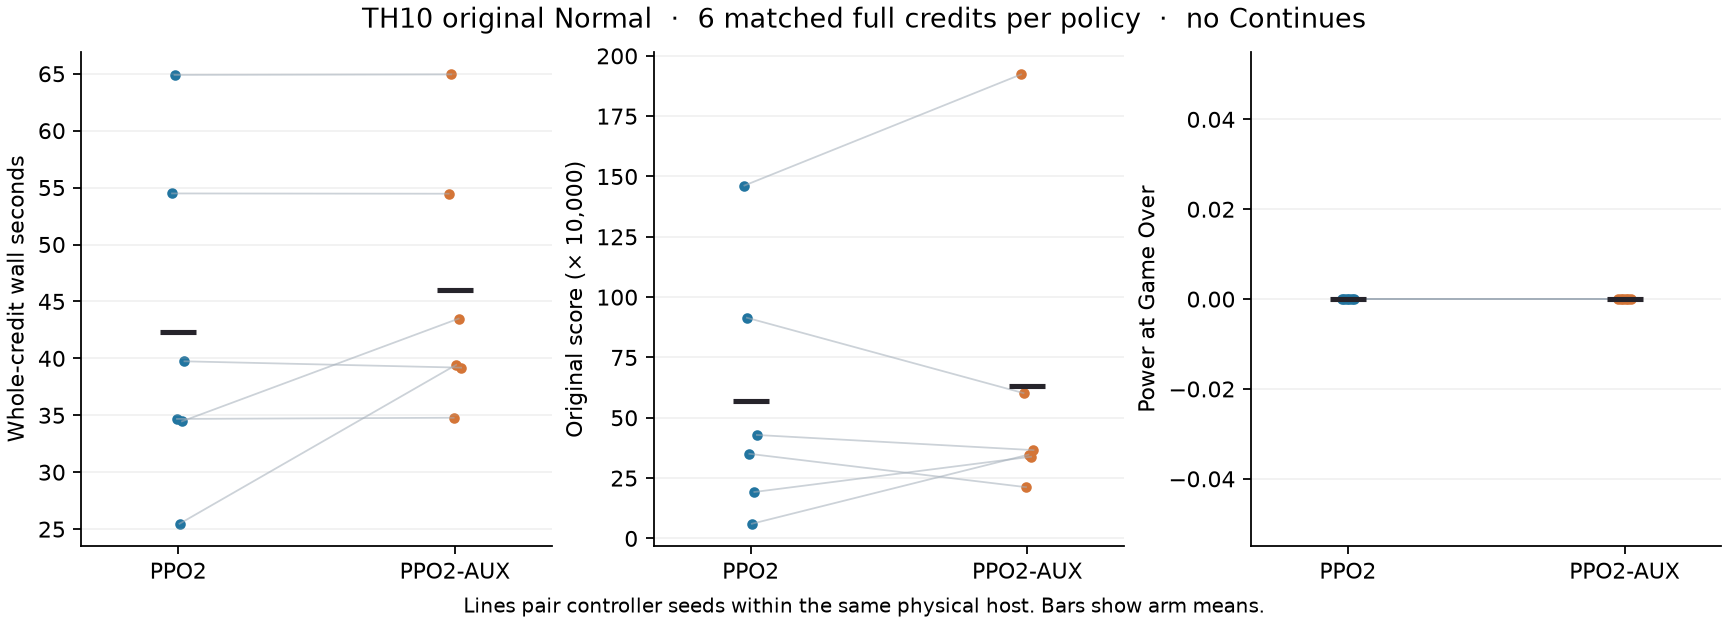 TH10 original Normal · 6 matched full credits per policy · no Continues
Whole-credit wall seconds
65
60
55
50
45
40
35
30
25
PPO2
PPO2-AUX
Original score (× 10,000)
200
175
150
125
100
75
50
25
0
PPO2
PPO2-AUX
Power at Game Over
0.04
0.02
0.00
−0.02
−0.04
PPO2
PPO2-AUX
Lines pair controller seeds within the same physical host. Bars show arm means.